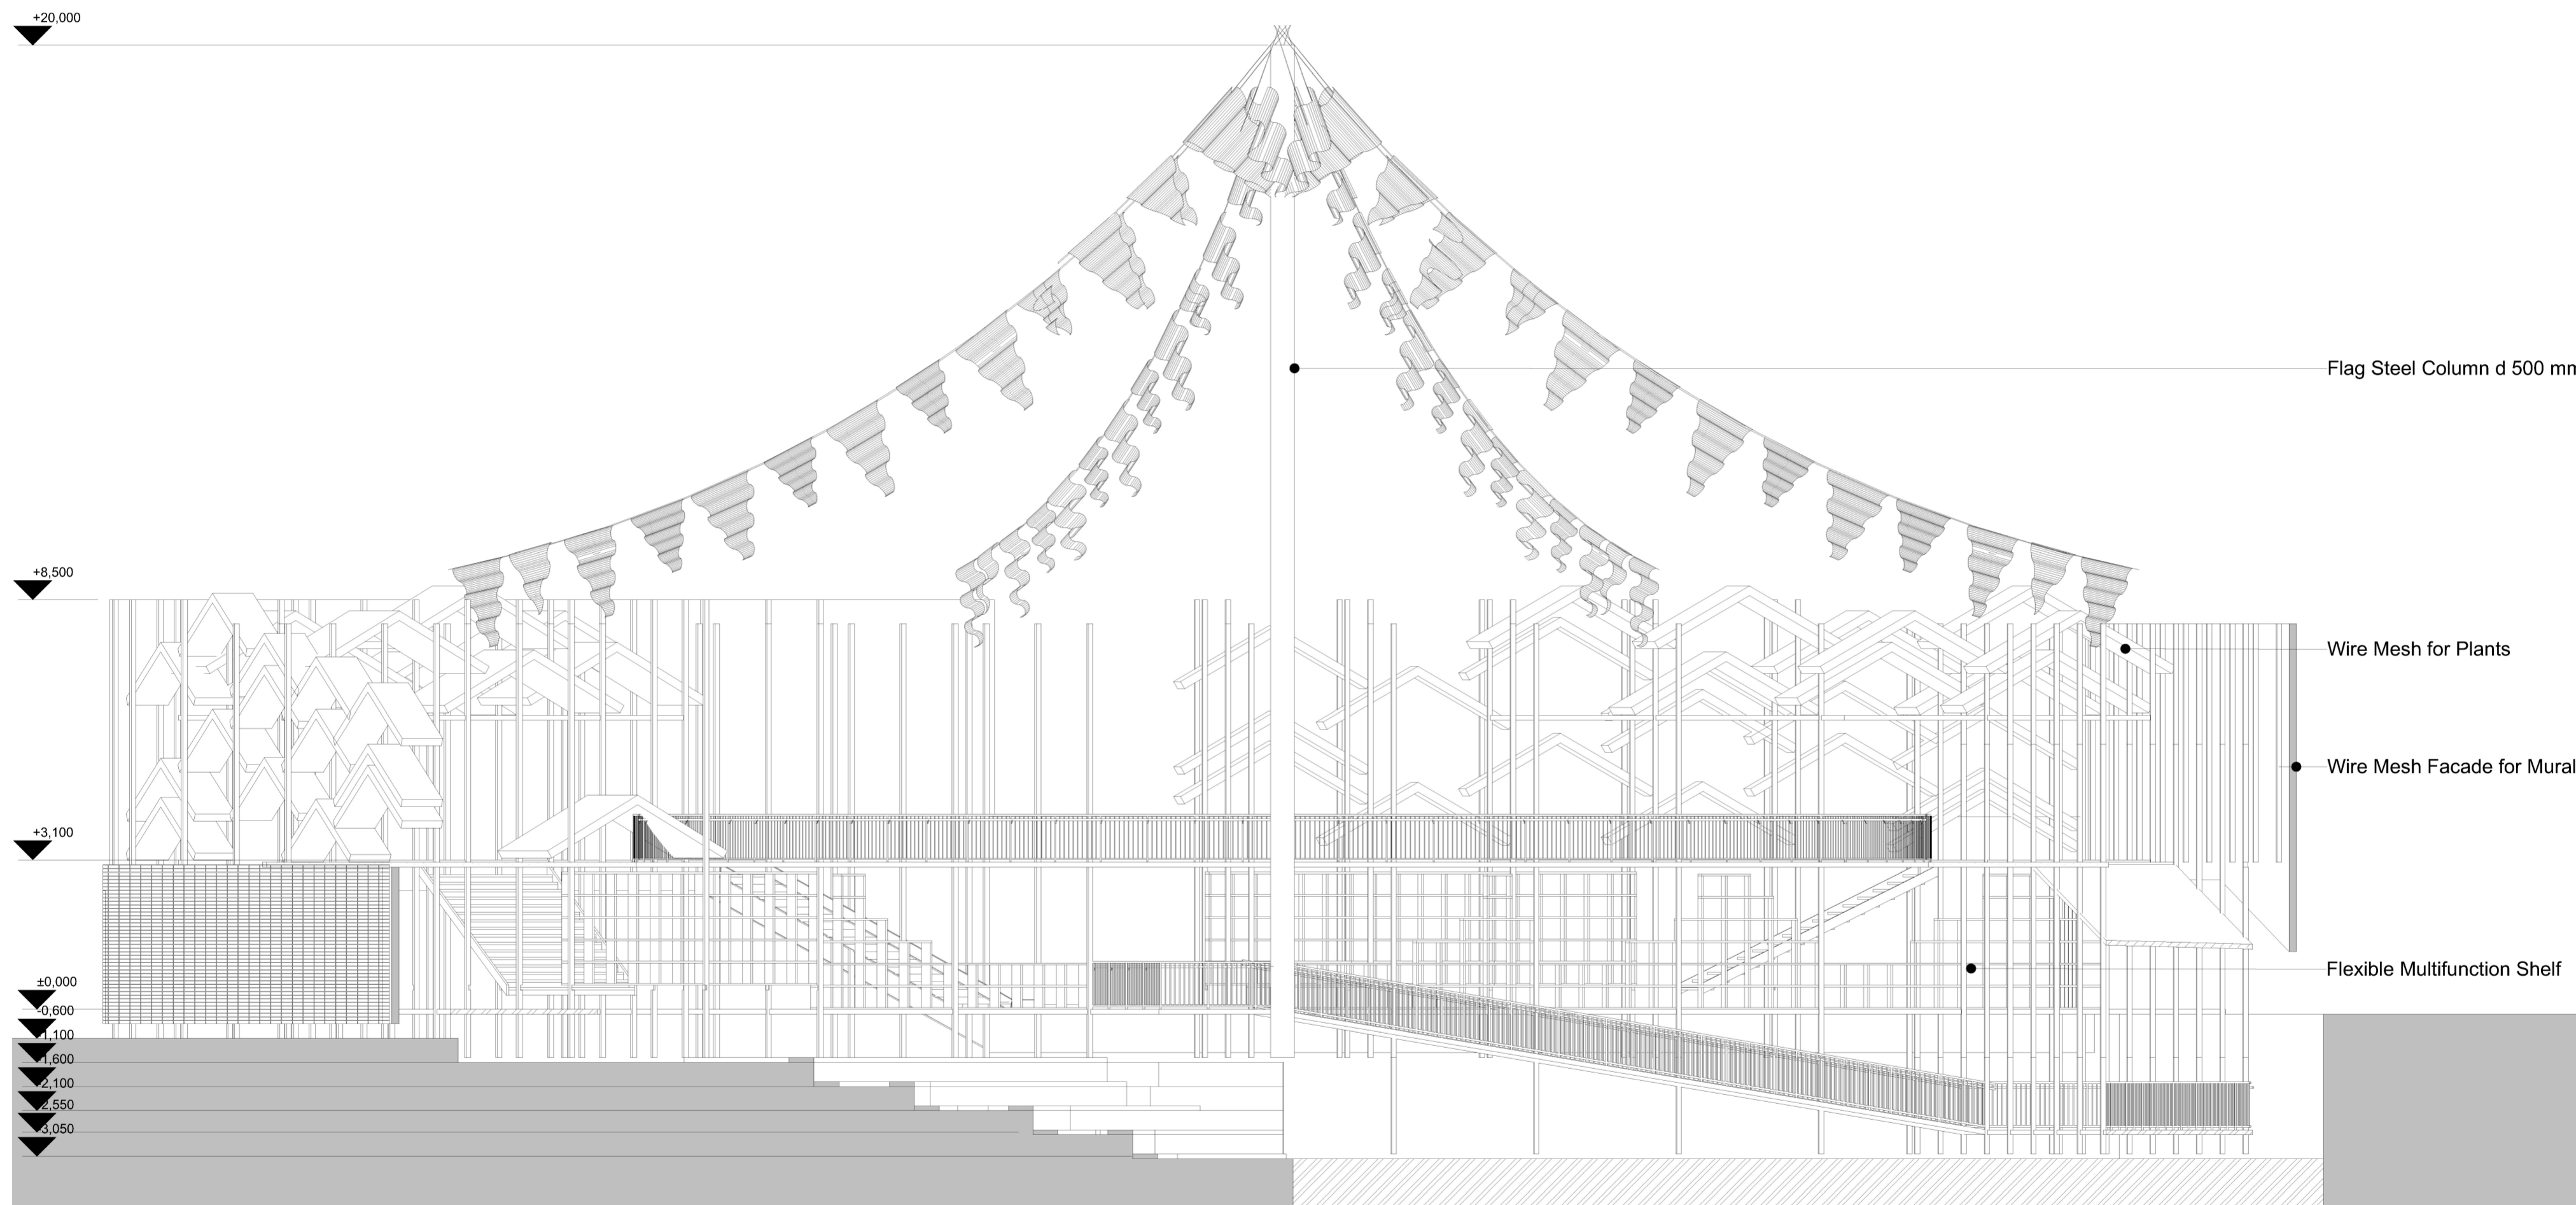 +20,000
Flag Steel Column d 500 mm
+8,500
Wire Mesh for Plants
Wire Mesh Facade for Mural
+3,100
Flexible Multifunction Shelf
±0,000
-0,600
-1,100
-1,600
-2,100
-2,550
-3,050